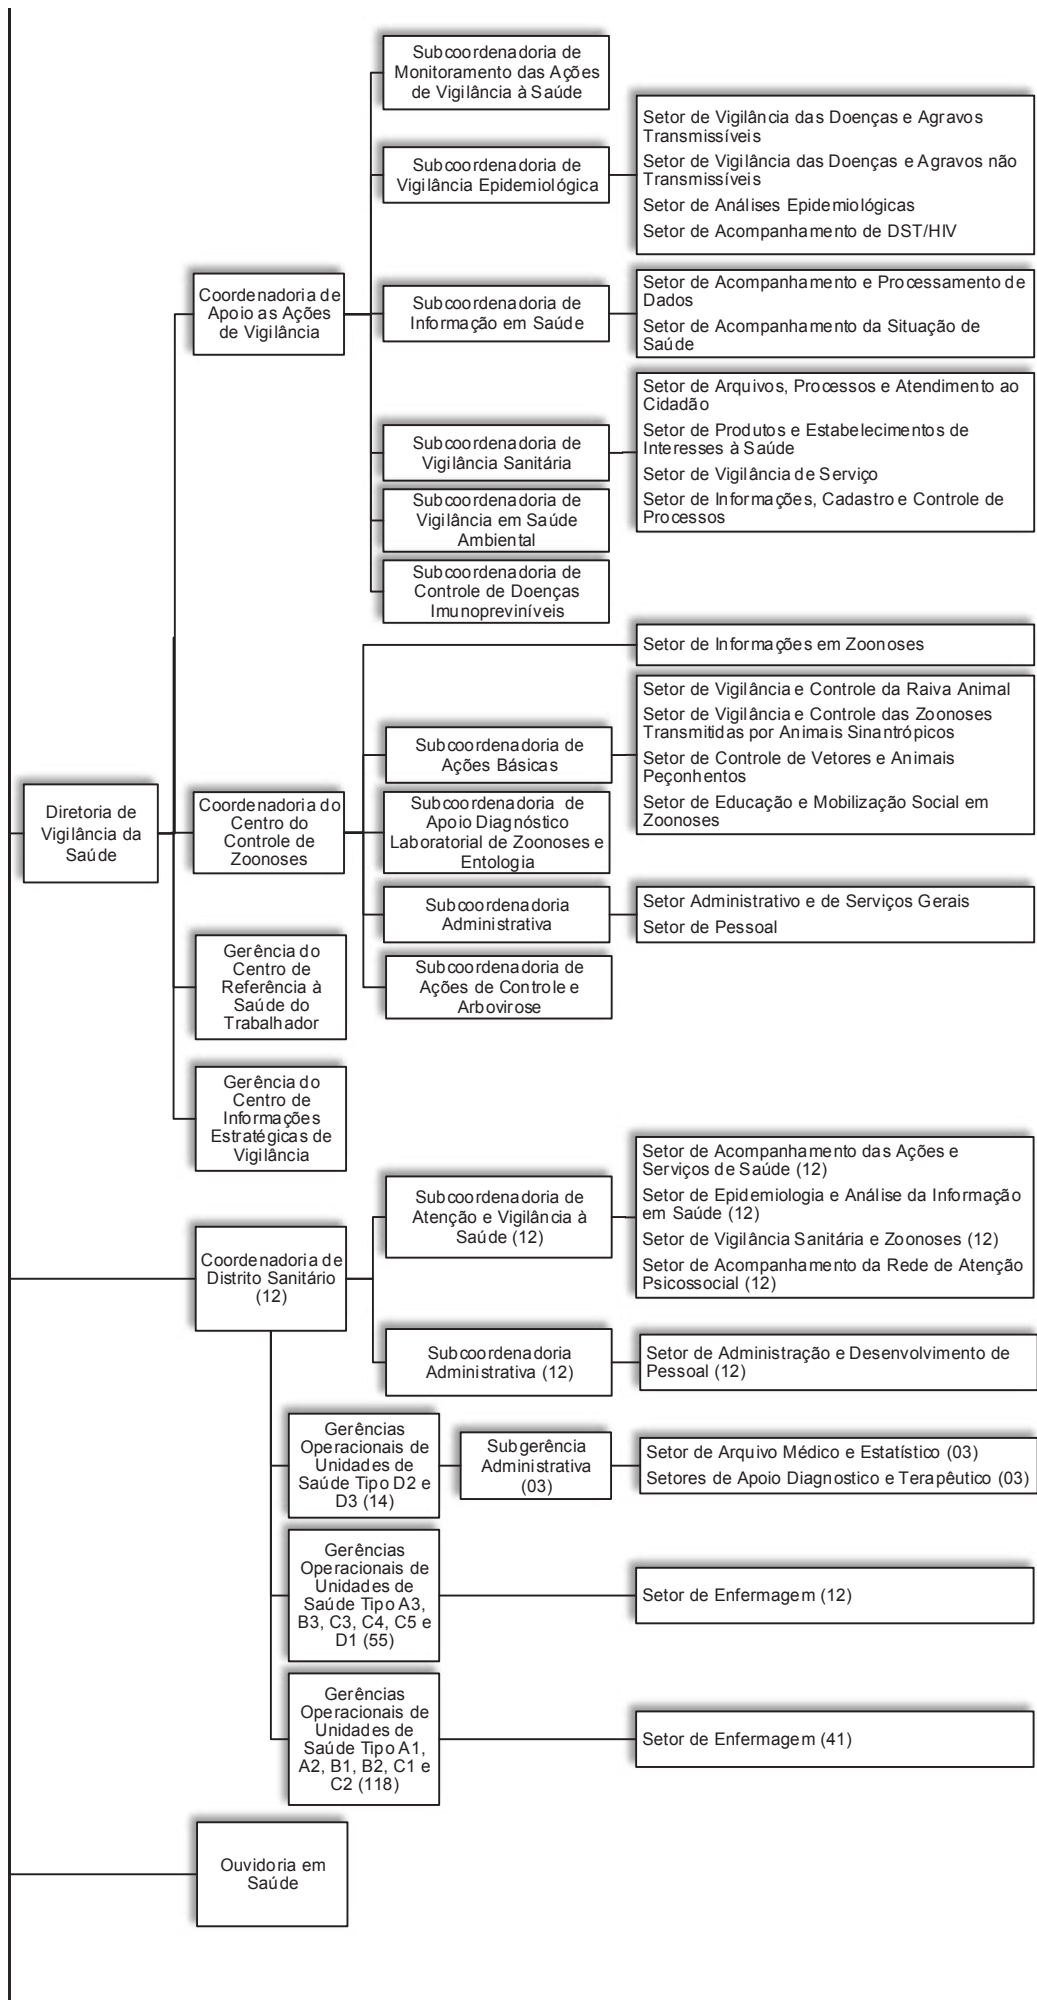 Subcoordenadoria de
Monitoramento das Ações
de Vigilância à Saúde
Subcoordenadoria de
Vigilância Epidemiológica
Setor de Vigilância das Doenças e Agravos
Transmissíveis
Setor de Vigilância das Doenças e Agravos não
Transmissíveis
Setor de Análises Epidemiológicas
Setor de Acompanhamento de DST/HIV
Coordenadoria de
Apoio as Ações
de Vigilância
Subcoordenadoria de
Informação em Saúde
Setor de Acompanhamento e Processamento de
Dados
Setor de Acompanhamento da Situação de
Saúde
Subcoordenadoria de
Vigilância Sanitária
Setor de Arquivos, Processos e Atendimento ao
Cidadão
Setor de Produtos e Estabelecimentos de
Interesses à Saúde
Setor de Vigilância de Serviço
Setor de Informações, Cadastro e Controle de
Processos
Subcoordenadoria de
Vigilância em Saúde
Ambiental
Subcoordenadoria de
Controle de Doenças
Imunopreviníveis
Setor de Informações em Zoonoses
Subcoordenadoria de
Ações Básicas
Setor de Vigilância e Controle da Raiva Animal
Setor de Vigilância e Controle das Zoonoses
Transmitidas por Animais Sinantrópicos
Setor de Controle de Vetores e Animais
Peçonhentos
Setor de Educação e Mobilização Social em
Zoonoses
Diretoria de
Vigilância da
Saúde
Coordenadoria do
Centro do
Controle de
Zoonoses
Subcoordenadoria de
Apoio Diagnóstico
Laboratorial de Zoonoses e
Entologia
Subcoordenadoria
Administrativa
Setor Administrativo e de Serviços Gerais
Setor de Pessoal
Gerência do
Centro de
Referência à
Saúde do
Trabalhador
Subcoordenadoria de
Ações de Controle e
Arbovirose
Gerência do
Centro de
Informações
Estratégicas de
Vigilância
Subcoordenadoria de
Atenção e Vigilância à
Saúde (12)
Setor de Acompanhamento das Ações e
Serviços de Saúde (12)
Setor de Epidemiologia e Análise da Informação
em Saúde (12)
Setor de Vigilância Sanitária e Zoonoses (12)
Setor de Acompanhamento da Rede de Atenção
Psicossocial (12)
Coordenadoria de
Distrito Sanitário
(12)
Subcoordenadoria
Administrativa (12)
Setor de Administração e Desenvolvimento de
Pessoal (12)
Gerências
Operacionais de
Unidades de
Saúde Tipo D2 e
D3 (14)
Subgerência
Administrativa
(03)
Setor de Arquivo Médico e Estatístico (03)
Setores de Apoio Diagnostico e Terapêutico (03)
Gerências
Operacionais de
Unidades de
Saúde Tipo A3,
B3, C3, C4, C5 e
D1 (55)
Setor de Enfermagem (12)
Gerências
Operacionais de
Unidades de
Saúde Tipo A1,
A2, B1, B2, C1 e
C2 (118)
Setor de Enfermagem (41)
Ouvidoria em
Saúde